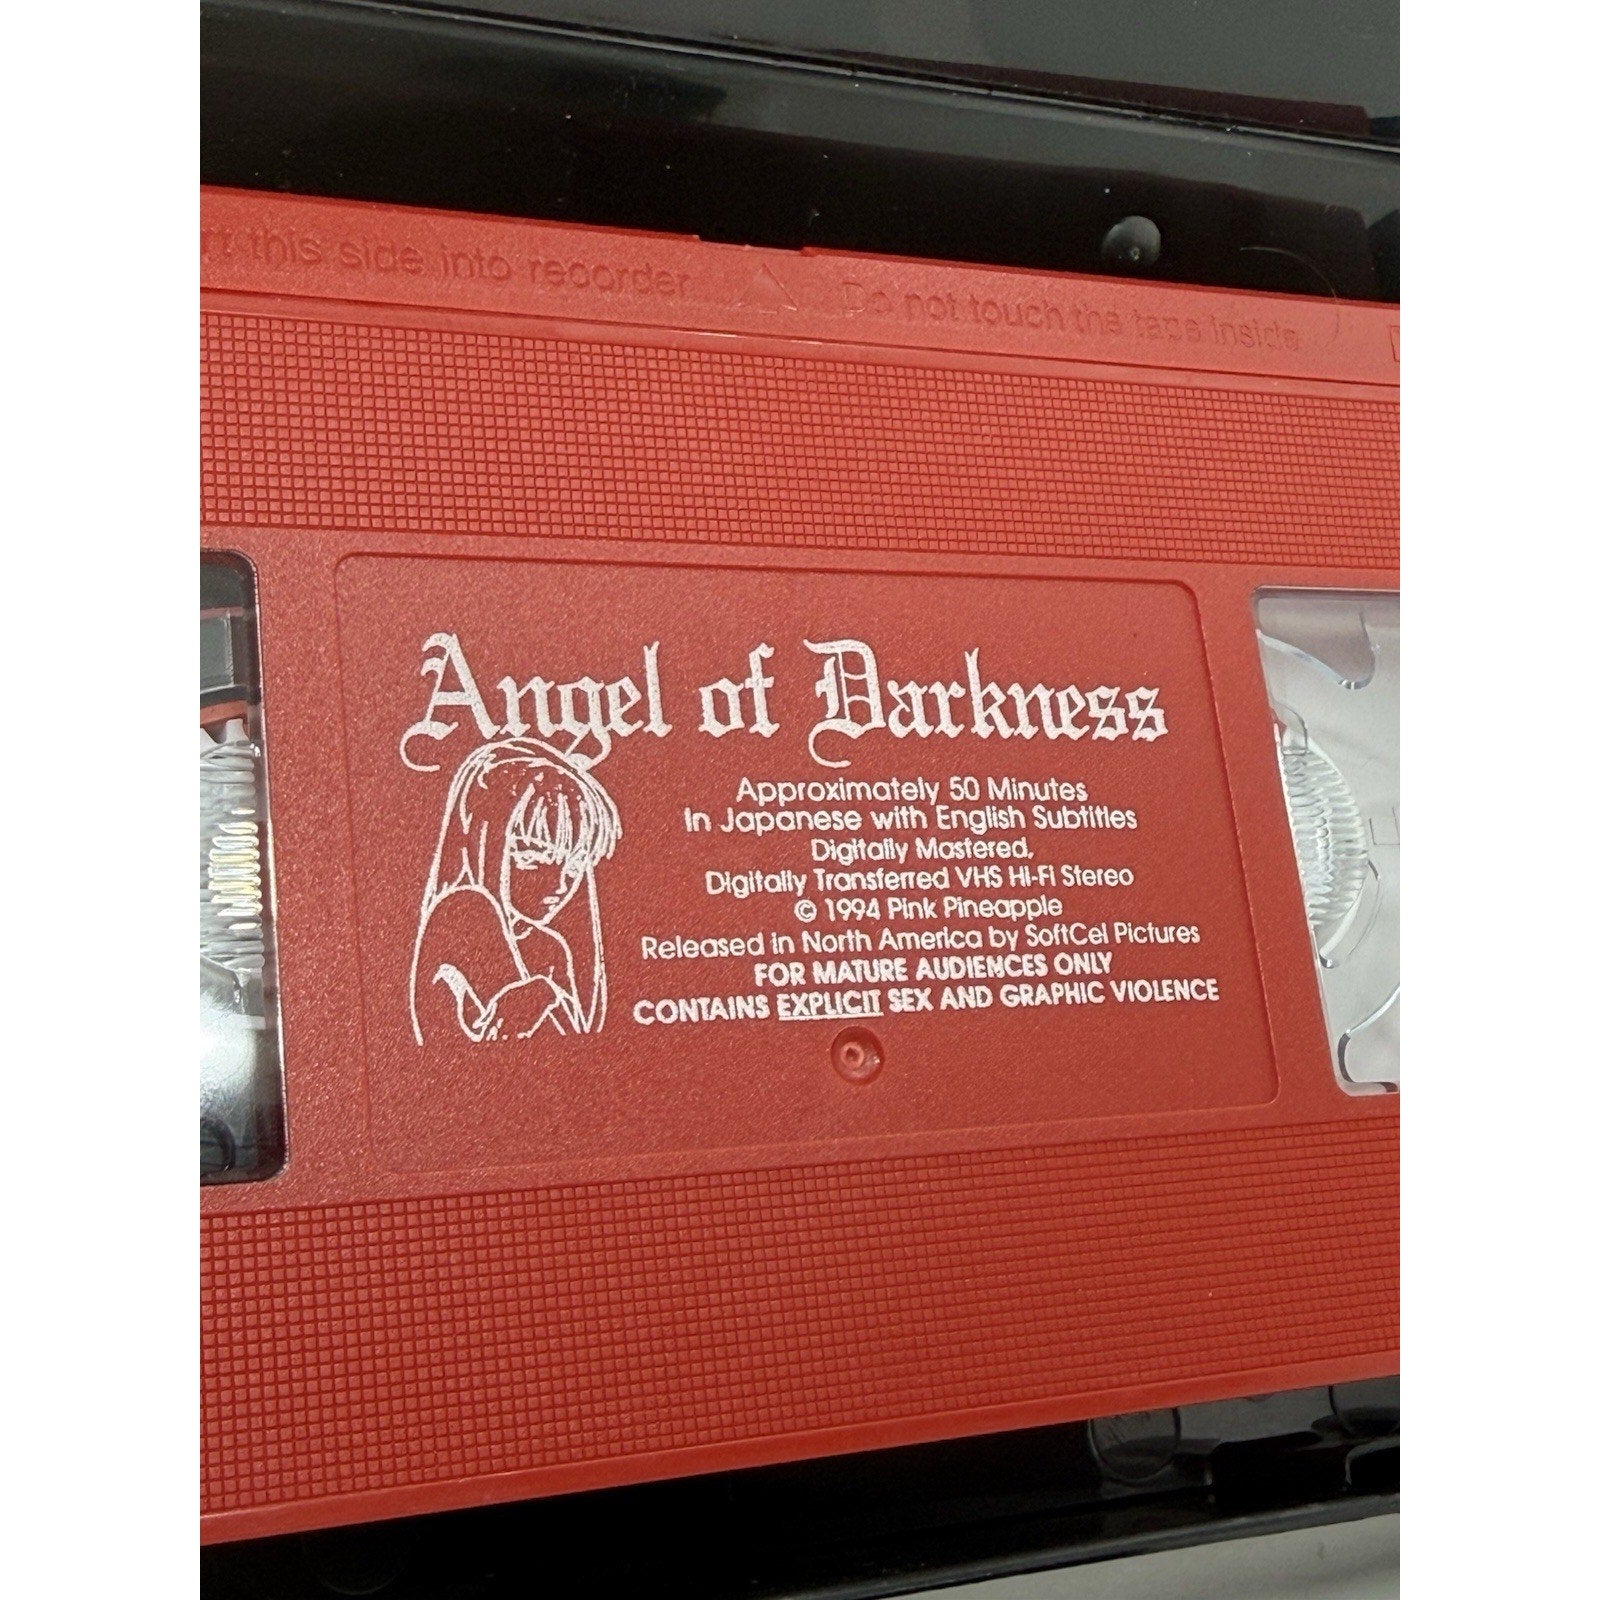 this side into recorder
Do not touch the tape inside
Angel of Darkness
Approximately 50 Minutes
In Japanese with English Subtitles
Digitally Mastered,
Digitally Transferred VHS Hi-Fi Stereo
© 1994 Pink Pineapple
Released in North America by SoftCel Pictures
FOR MATURE AUDIENCES ONLY
CONTAINS EXPLICIT SEX AND GRAPHIC VIOLENCE